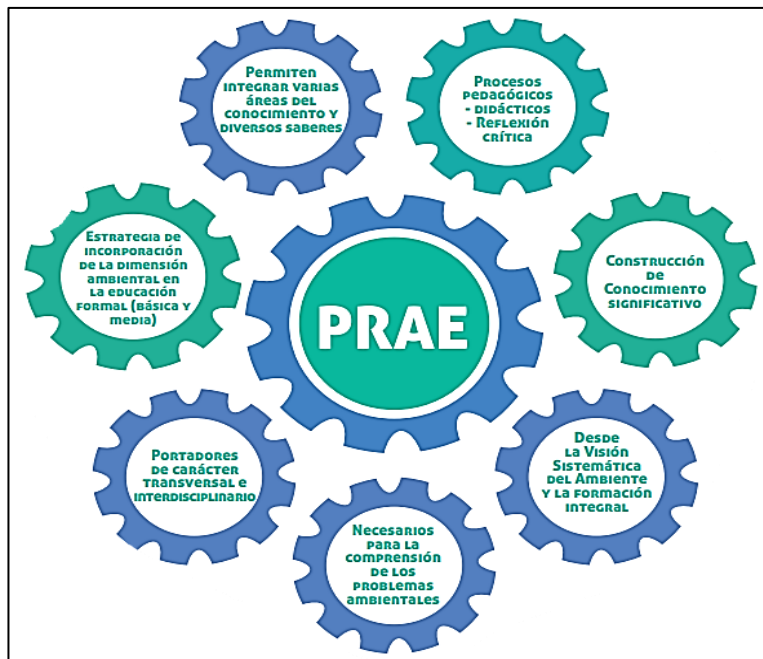 Permiten
integrar varias
áreas del
conocimiento y
diversos saberes
Procesos
pedagógicos
- didácticos
- Reflexión
crítica
Estrategia de
incorporación
de la dimensión
ambiental en
la educación
formal (básica y
media)
PRAE
Construcción
de
Conocimiento
significativo
Portadores
de carácter
transversal e
interdisciplinario
Desde
la Visión
Sistemática
del Ambiente
y la formación
integral
Necesarios
para la
comprensión
de los
problemas
ambientales